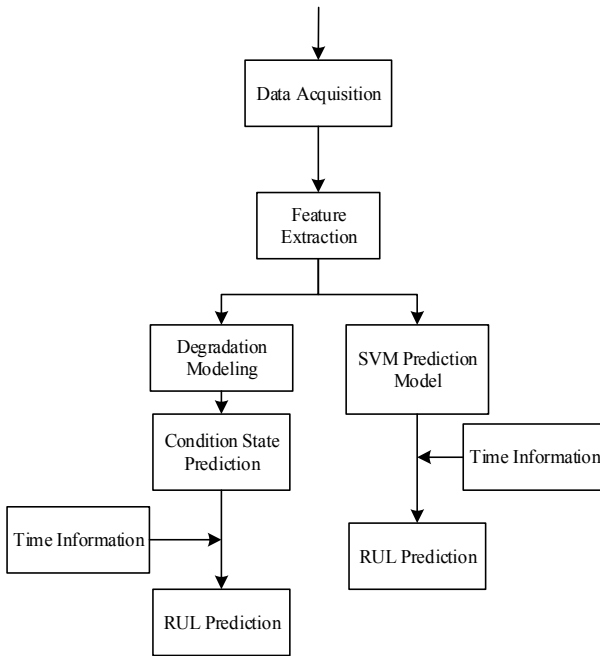 Data Acquisition
Feature
Extraction
Degradation
Modeling
SVM Prediction
Model
Condition State
Prediction
Time Information
Time Information
RUL Prediction
RUL Prediction